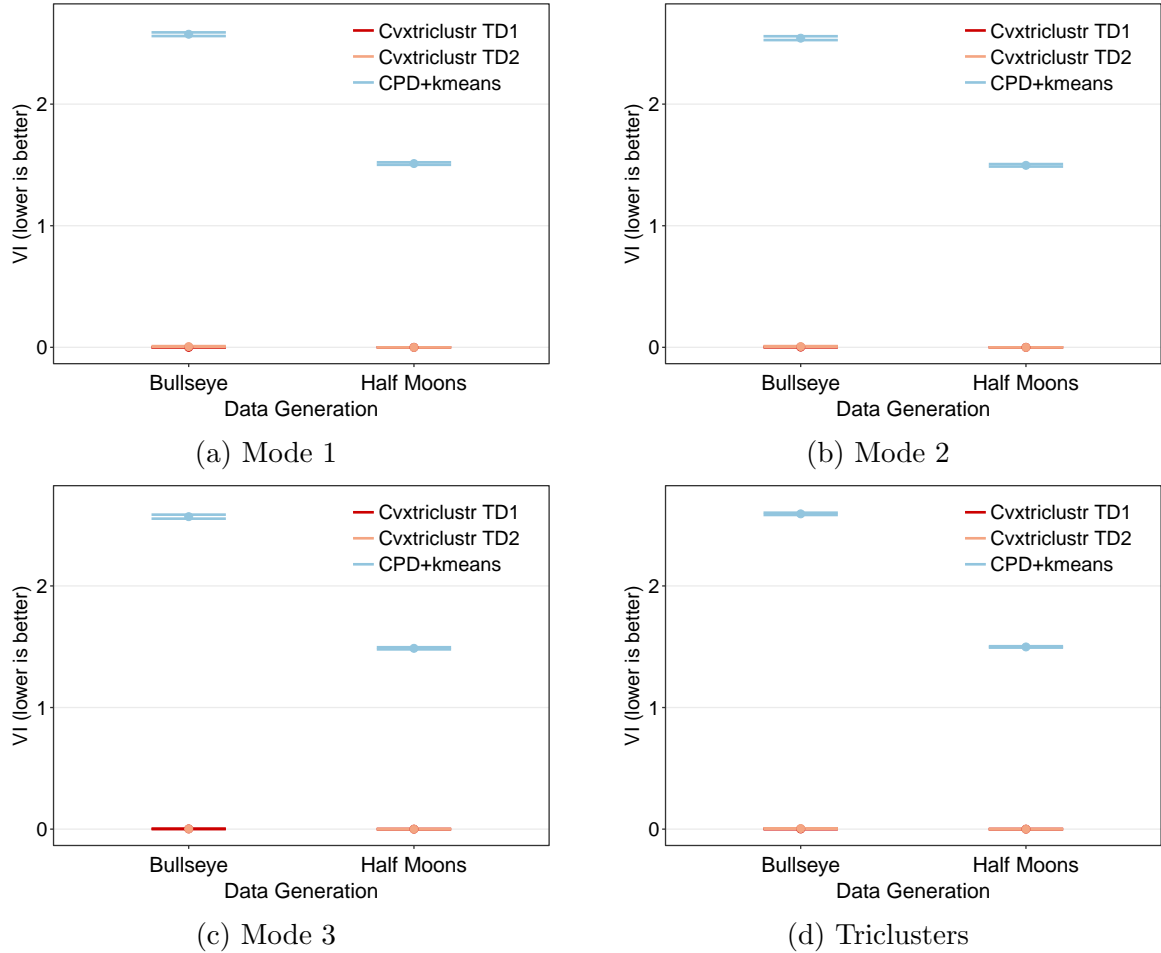 Cvxtriclustr TD1
Cvxtriclustr TD2
CPD+kmeans
VI (lower is better)
2
1
0
Bullseye Half Moons
Data Generation
(a) Mode 1
Cvxtriclustr TD1
Cvxtriclustr TD2
CPD+kmeans
VI (lower is better)
2
1
0
Bullseye Half Moons
Data Generation
(b) Mode 2
Cvxtriclustr TD1
Cvxtriclustr TD2
CPD+kmeans
VI (lower is better)
2
1
0
Bullseye Half Moons
Data Generation
(c) Mode 3
Cvxtriclustr TD1
Cvxtriclustr TD2
CPD+kmeans
VI (lower is better)
2
1
0
Bullseye Half Moons
Data Generation
(d) Triclusters